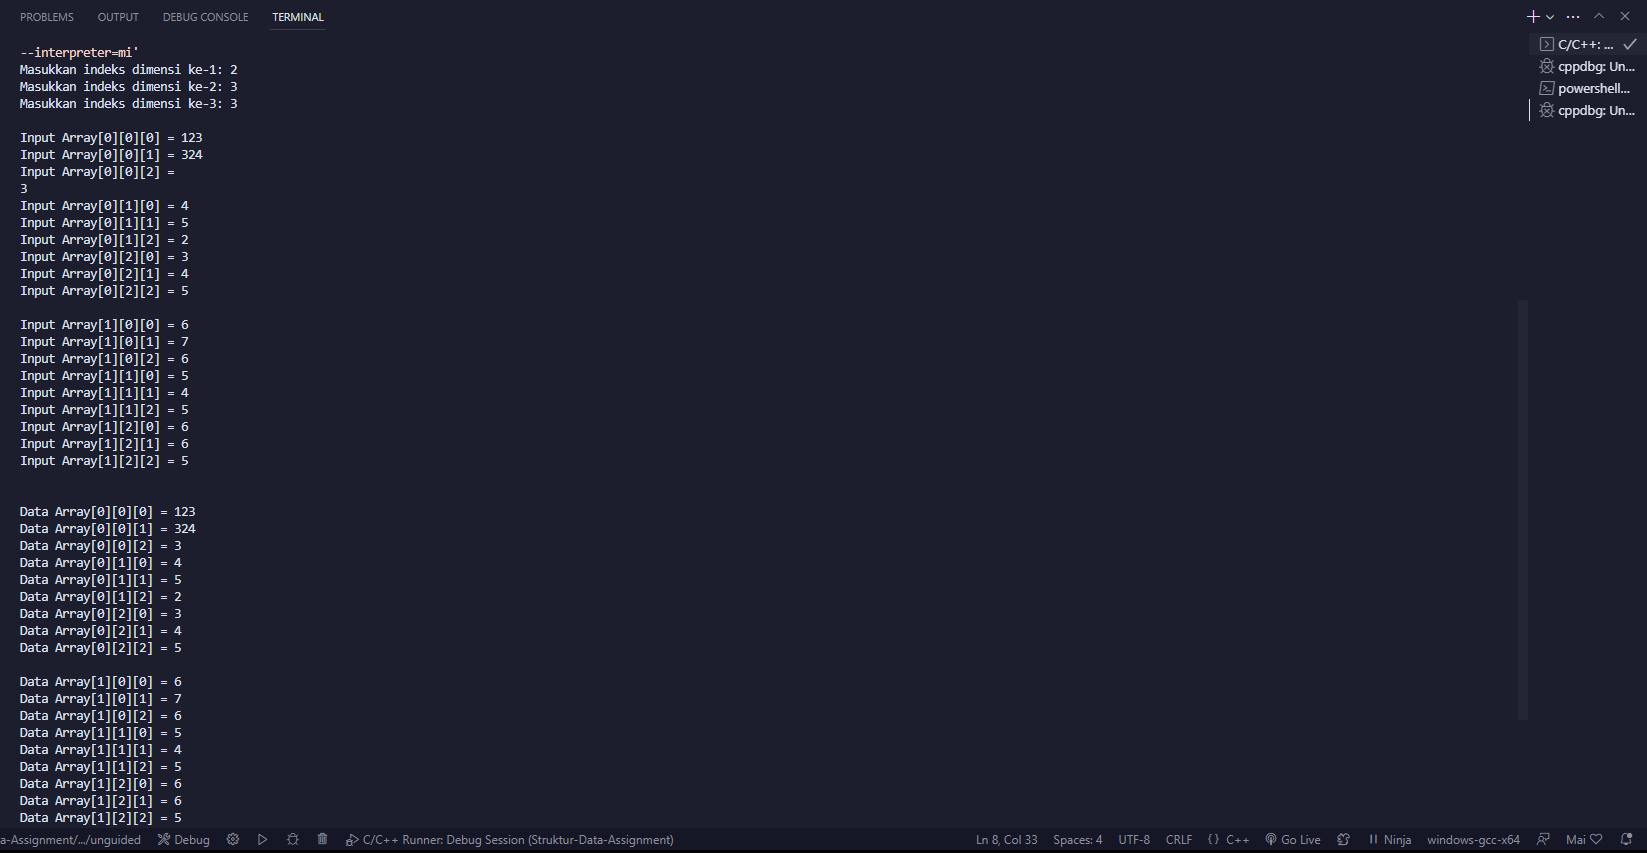 PROBLEMS OUTPUT DEBUG CONSOLE TERMINAL
--interpreter=mi'
Masukkan indeks dimensi ke-1: 2
Masukkan indeks dimensi ke-2: 3
Masukkan indeks dimensi ke-3: 3
Input Array[0][0][0] = 123
Input Array[0][0][1] = 324
Input Array[0][0][2] =
3
Input Array[0][1][0] = 4
Input Array[0][1][1] = 5
Input Array[0][1][2] = 2
Input Array[0][2][0] = 3
Input Array[0][2][1] = 4
Input Array[0][2][2] = 5
Input Array[1][0][0] = 6
Input Array[1][0][1] = 7
Input Array[1][0][2] = 6
Input Array[1][1][0] = 5
Input Array[1][1][1] = 4
Input Array[1][1][2] = 5
Input Array[1][2][0] = 6
Input Array[1][2][1] = 6
Input Array[1][2][2] = 5
Data Array[0][0][0] = 123
Data Array[0][0][1] = 324
Data Array[0][0][2] = 3
Data Array[0][1][0] = 4
Data Array[0][1][1] = 5
Data Array[0][1][2] = 2
Data Array[0][2][0] = 3
Data Array[0][2][1] = 4
Data Array[0][2][2] = 5
Data Array[1][0][0] = 6
Data Array[1][0][1] = 7
Data Array[1][0][2] = 6
Data Array[1][1][0] = 5
Data Array[1][1][1] = 4
Data Array[1][1][2] = 5
Data Array[1][2][0] = 6
Data Array[1][2][1] = 6
Data Array[1][2][2] = 5
C/C++: ...
cppdbg: Un...
powershell...
cppdbg: Un...
a-Assignment/.../unguided Debug C/C++ Runner: Debug Session (Struktur-Data-Assignment) Ln 8, Col 33 Spaces: 4 UTF-8 CRLF {} C++ Go Live Ninja windows-gcc-x64 Mai ♡